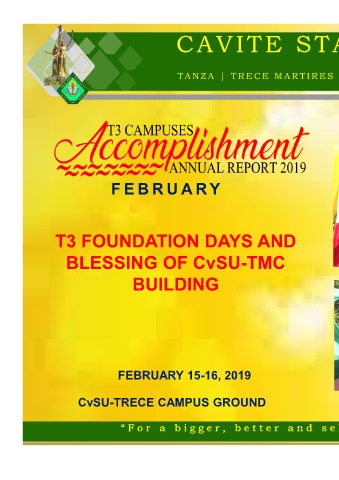 CAVITE STA
TANZA | TRECE MARTIRES
T3 CAMPUSES
Accomplishment
ANNUAL REPORT 2019
FEBRUARY
T3 FOUNDATION DAYS AND
BLESSING OF CvSU-TMC
BUILDING
FEBRUARY 15-16, 2019
CvSU-TRECE CAMPUS GROUND
"For a bigger, better and sel